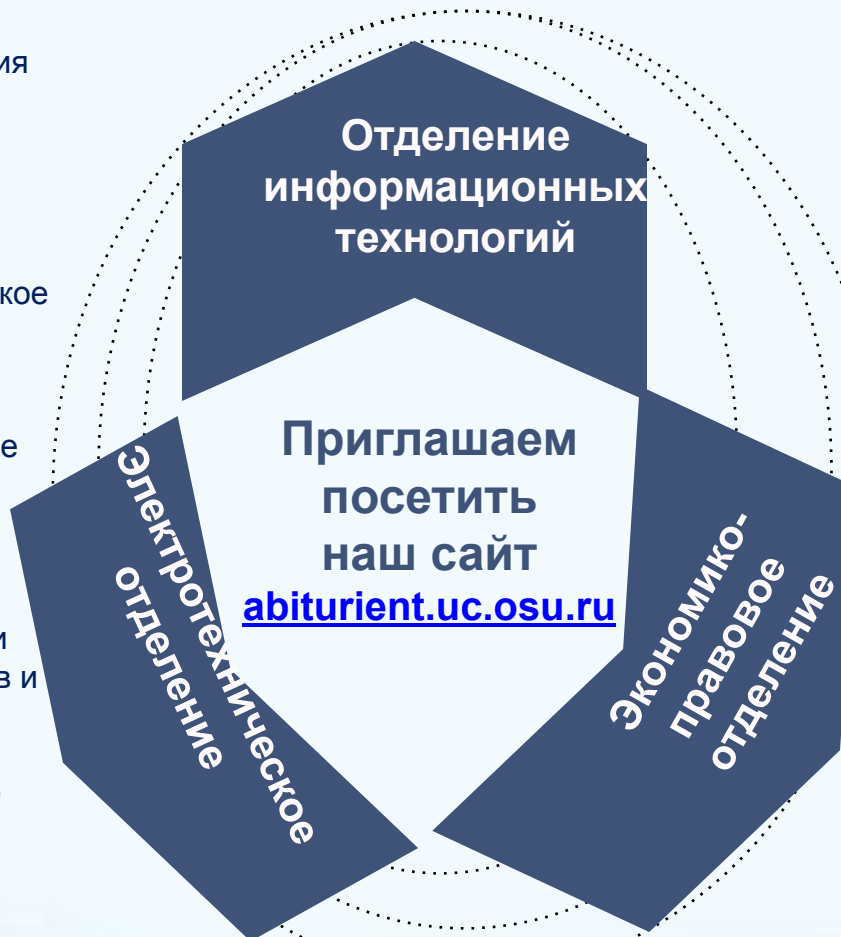 Отделение
информационных
технологий
Приглашаем
посетить
наш сайт
abiturient.uc.osu.ru
Электротехническое
отделение
Экономико-
правовое
отделение
в и